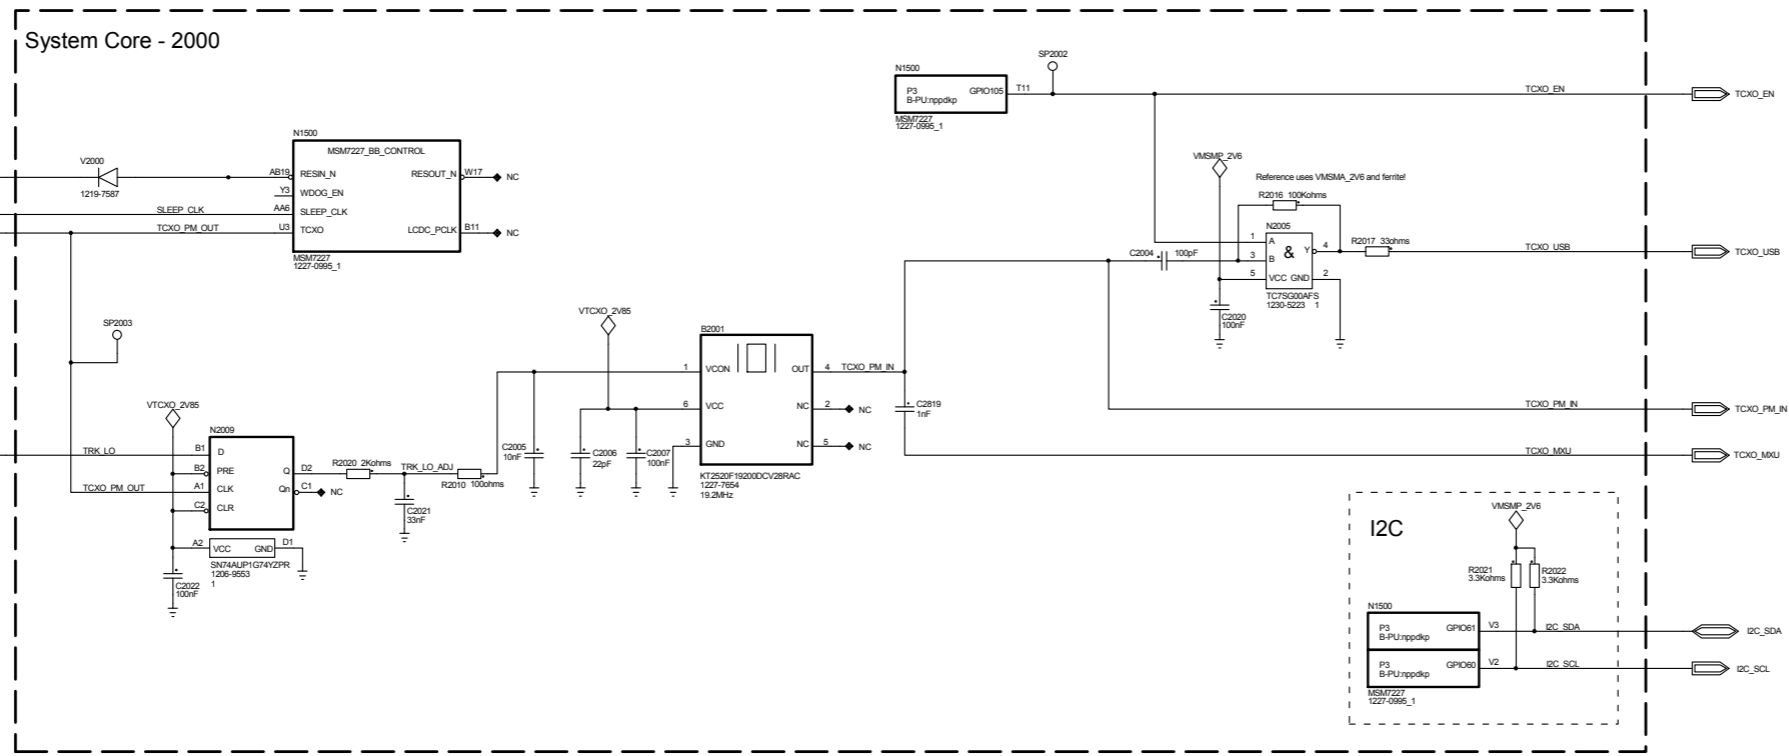 System Core - 2000
SP2002
N1500
P3
B-PU:nppdkp
GPIO105
T11
MSM7227
1227-0995_1
TCXO_EN
TCXO_EN
N1500
MSM7227_BB_CONTROL
V2000
1219-7587
AB19
RESIN_N
RESOUT_N
W17
NC
Y3
WDOG_EN
SLEEP_CLK
AA6
SLEEP_CLK
TCXO_PM_OUT
U3
TCXO
LCDC_PCLK
B11
NC
MSM7227
1227-0995_1
VMSMP_2V6
Reference uses VMSMA_2V6 and ferrite!
R2016 100Kohms
N2005
1
A
&
Y
4
3
B
5
VCC GND
2
TC7SG00AFS
1230-5223 1
R2017 33ohms
TCXO_USB
TCXO_USB
C2004
100pF
C2020
100nF
SP2003
VTCXO_2V85
B2001
1
VCON
OUT
4
TCXO_PM_IN
6
VCC
NC
2
NC
3
GND
NC
5
NC
KT2520F19200DCV28RAC
1227-7654
19.2MHz
C2819
1nF
TCXO_PM_IN
TCXO_PM_IN
TCXO_MXU
TCXO_MXU
VTCXO_2V85
N2009
TRK_LO
B1
D
B2
PRE
Q
D2
TCXO_PM_OUT
A1
CLK
Qn
C1
NC
C2
CLR
A2
VCC
GND
D1
SN74AUP1G74YZPR
1206-9553
1
C2022
100nF
R2020 2Kohms
TRK_LO_ADJ
R2010 100ohms
C2021
33nF
C2005
10nF
C2006
22pF
C2007
100nF
I2C
VMSMP_2V6
R2021
3.3Kohms
R2022
3.3Kohms
N1500
P3
B-PU:nppdkp
GPIO61
V3
I2C_SDA
I2C_SDA
P3
B-PU:nppdkp
GPIO60
V2
I2C_SCL
I2C_SCL
MSM7227
1227-0995_1